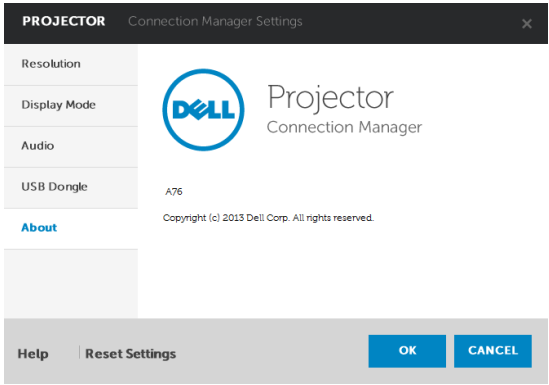 PROJECTOR Connection Manager Settings ×
Resolution
Display Mode
Audio
USB Dongle
About
DELL
Projector
Connection Manager
A76
Copyright (c) 2013 Dell Corp. All rights reserved.
Help Reset Settings OK CANCEL